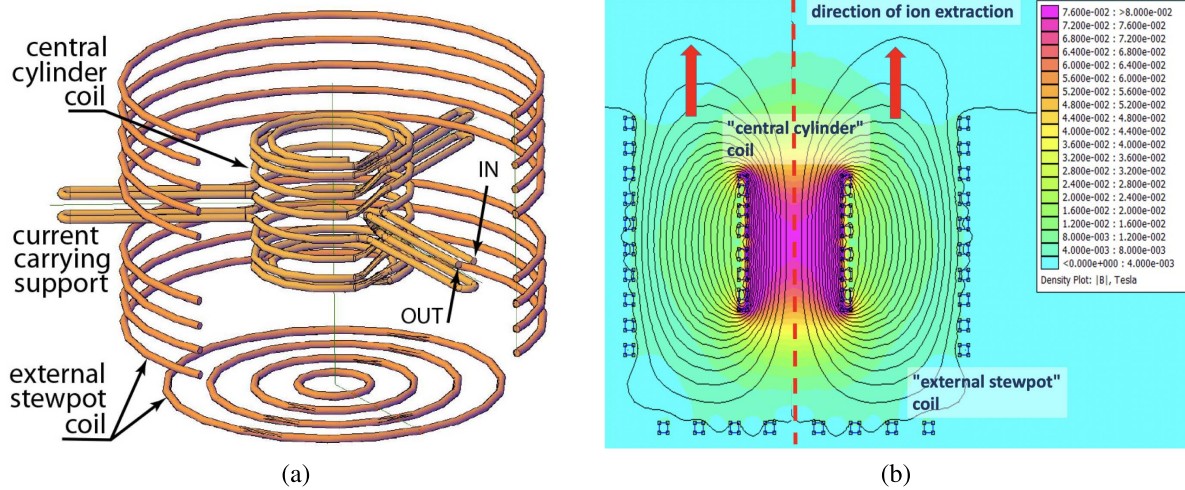 central
cylinder
coil
IN
current
carrying
support
OUT
external
stewpot
coil
(a)
direction of ion extraction
"central cylinder"
coil
"external stewpot"
coil
7.600e-002 : >8.000e-002
7.200e-002 : 7.600e-002
6.800e-002 : 7.200e-002
6.400e-002 : 6.800e-002
6.000e-002 : 6.400e-002
5.600e-002 : 6.000e-002
5.200e-002 : 5.600e-002
4.800e-002 : 5.200e-002
4.400e-002 : 4.800e-002
4.000e-002 : 4.400e-002
3.600e-002 : 4.000e-002
3.200e-002 : 3.600e-002
2.800e-002 : 3.200e-002
2.400e-002 : 2.800e-002
2.000e-002 : 2.400e-002
1.600e-002 : 2.000e-002
1.200e-002 : 1.600e-002
8.000e-003 : 1.200e-002
4.000e-003 : 8.000e-003
<0.000e+000 : 4.000e-003
Density Plot: |B|, Tesla
(b)